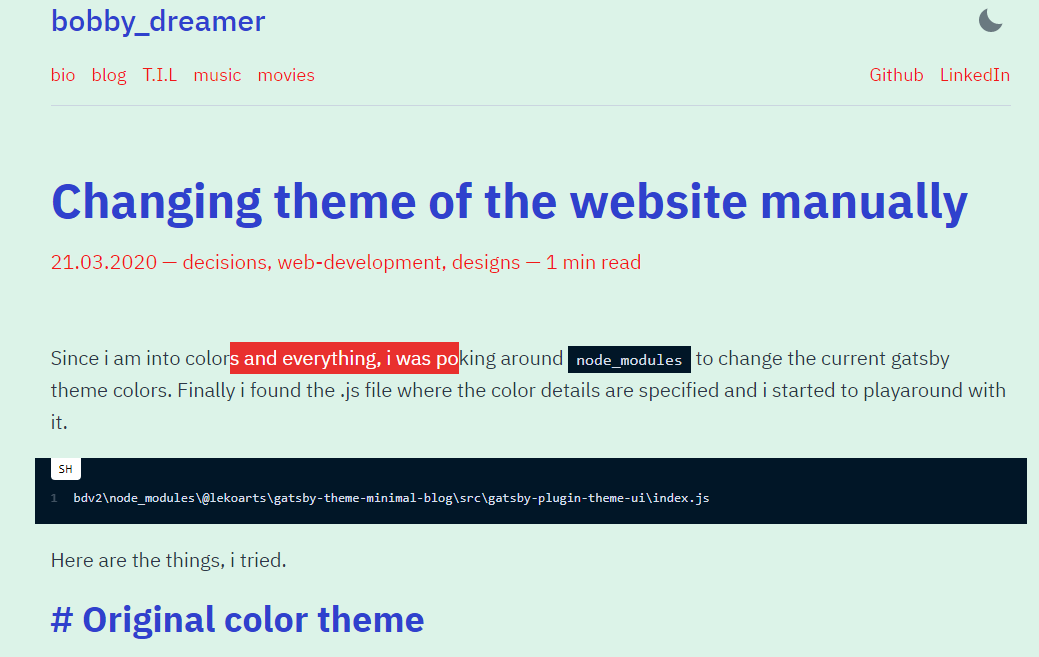 bobby_dreamer
bio blog T.I.L music movies Github LinkedIn
Changing theme of the website manually
21.03.2020 — decisions, web-development, designs — 1 min read
Since i am into colors and everything, i was poking around node_modules to change the current gatsby
theme colors. Finally i found the .js file where the color details are specified and i started to playaround with
it.
SH
1 bdv2\node_modules\@lekoarts\gatsby-theme-minimal-blog\src\gatsby-plugin-theme-ui\index.js
Here are the things, i tried.
# Original color theme